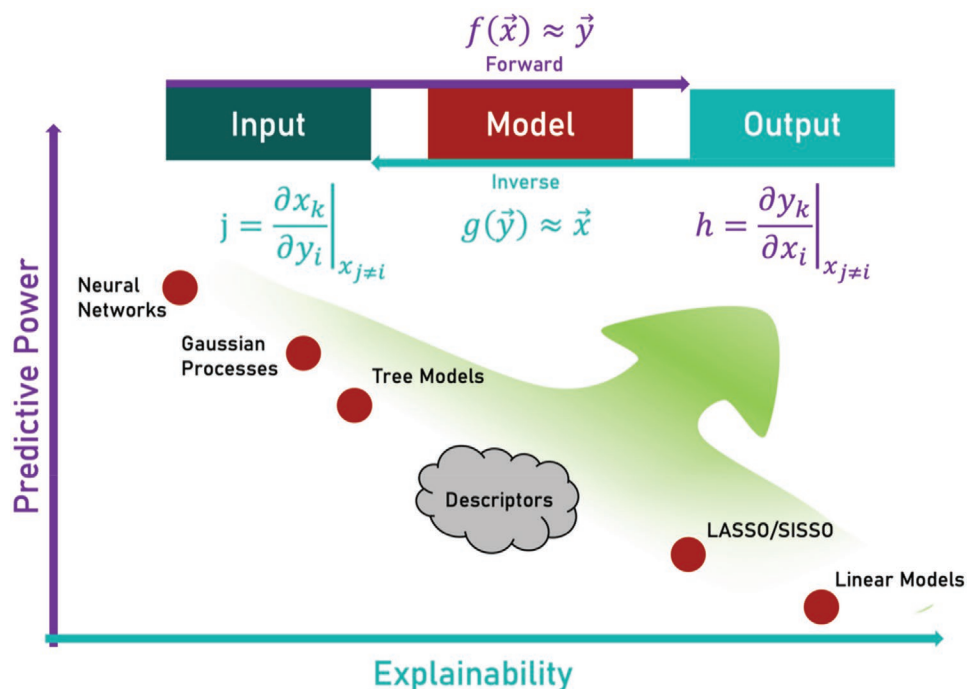 f(x⃗) ≈ y⃗
Forward
Input
Model
Output
Inverse
j = ∂x_k/∂y_i |_{x_{j≠i}}
g(y⃗) ≈ x⃗
h = ∂y_k/∂x_i |_{x_{j≠i}}
Predictive Power
Neural
Networks
Gaussian
Processes
Tree Models
Descriptors
LASSO/SISSO
Linear Models
Explainability